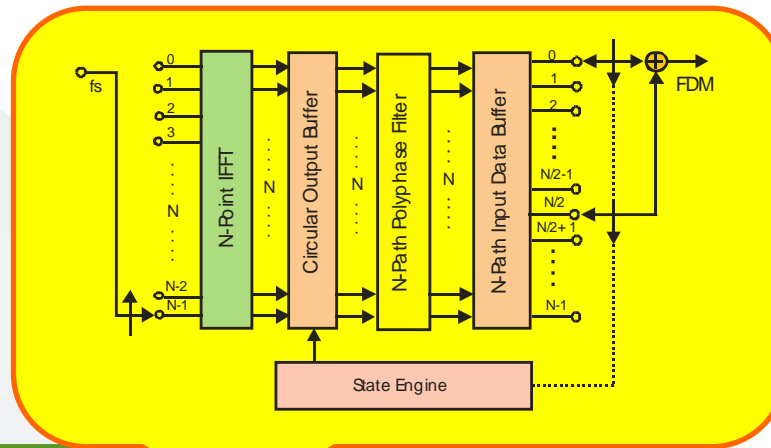 fs
0
1
2
3
N
N-2
N-1
N-Point IFFT
N
Circular Output Buffer
N
N-Path Polyphase Filter
N
N-Path Input Data Buffer
0
1
2
N/2-1
N/2
N/2+1
N-1
FDM
State Engine